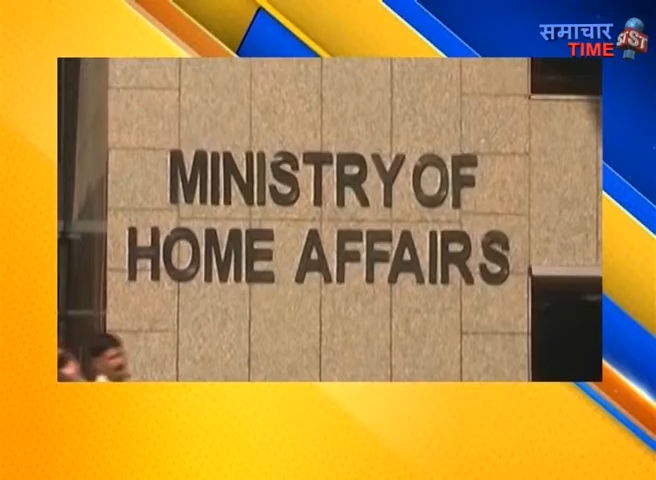 समाचार
TIME
MINISTRY OF
HOME AFFAIRS